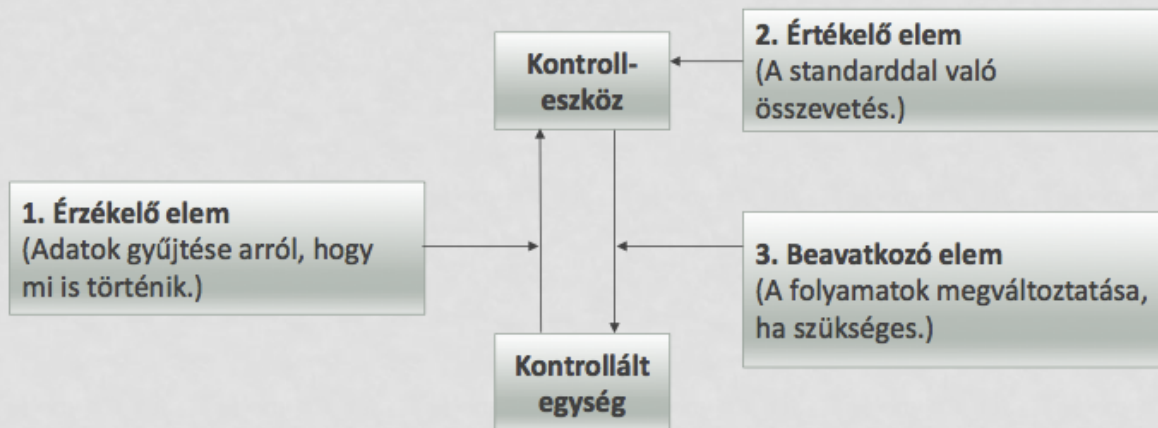 Kontroll-
eszköz
2. Értékelő elem
(A standarddal való
összevetés.)
1. Érzékelő elem
(Adatok gyűjtése arról, hogy
mi is történik.)
3. Beavatkozó elem
(A folyamatok megváltoztatása,
ha szükséges.)
Kontrollált
egység